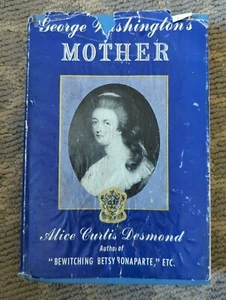 George Washington's
MOTHER
Alice Curtis Desmond
Author of
"BEWITCHING BETSY BONAPARTE," ETC.